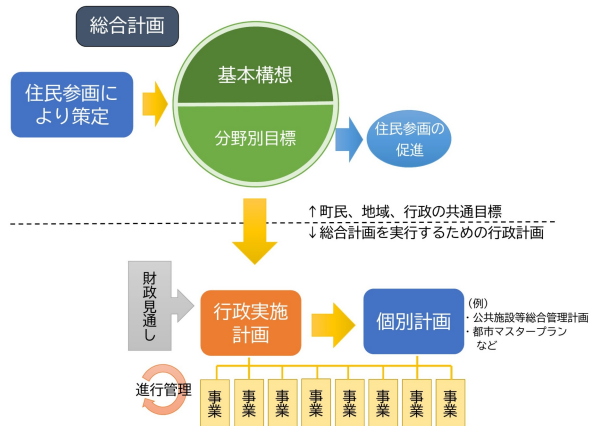 総合計画
住民参画に
より策定
基本構想
分野別目標
住民参画の
促進
↑町民、地域、行政の共通目標
↓総合計画を実行するための行政計画
財政見通し
行政実施
計画
個別計画
（例）
・公共施設等総合管理計画
・都市マスタープラン
など
進行管理
事業
事業
事業
事業
事業
事業
事業
事業